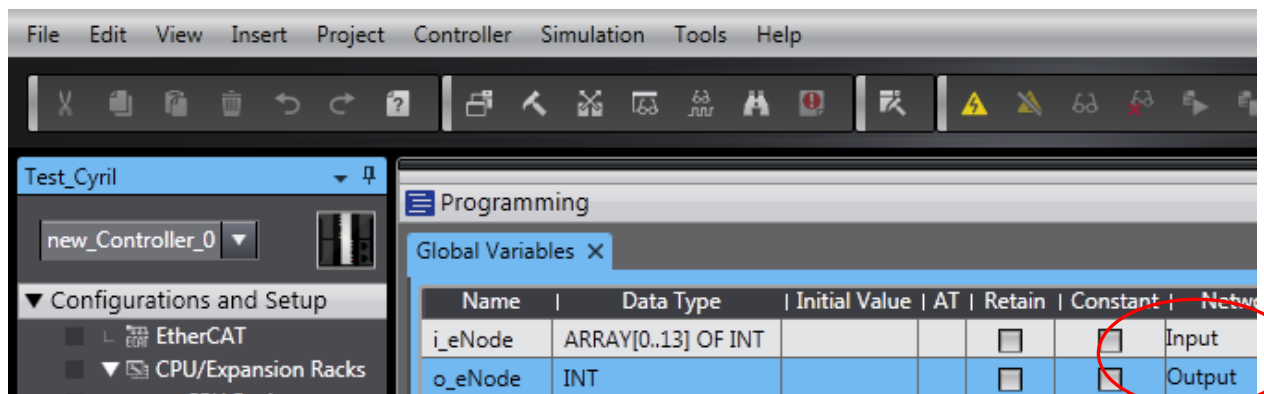 File Edit View Insert Project Controller Simulation Tools Help
Test_Cyril
new_Controller_0
Configurations and Setup
EtherCAT
CPU/Expansion Racks
Programming
Global Variables
Name | Data Type | Initial Value | AT | Retain | Constant |
i_eNode ARRAY[0..13] OF INT Input
o_eNode INT Output